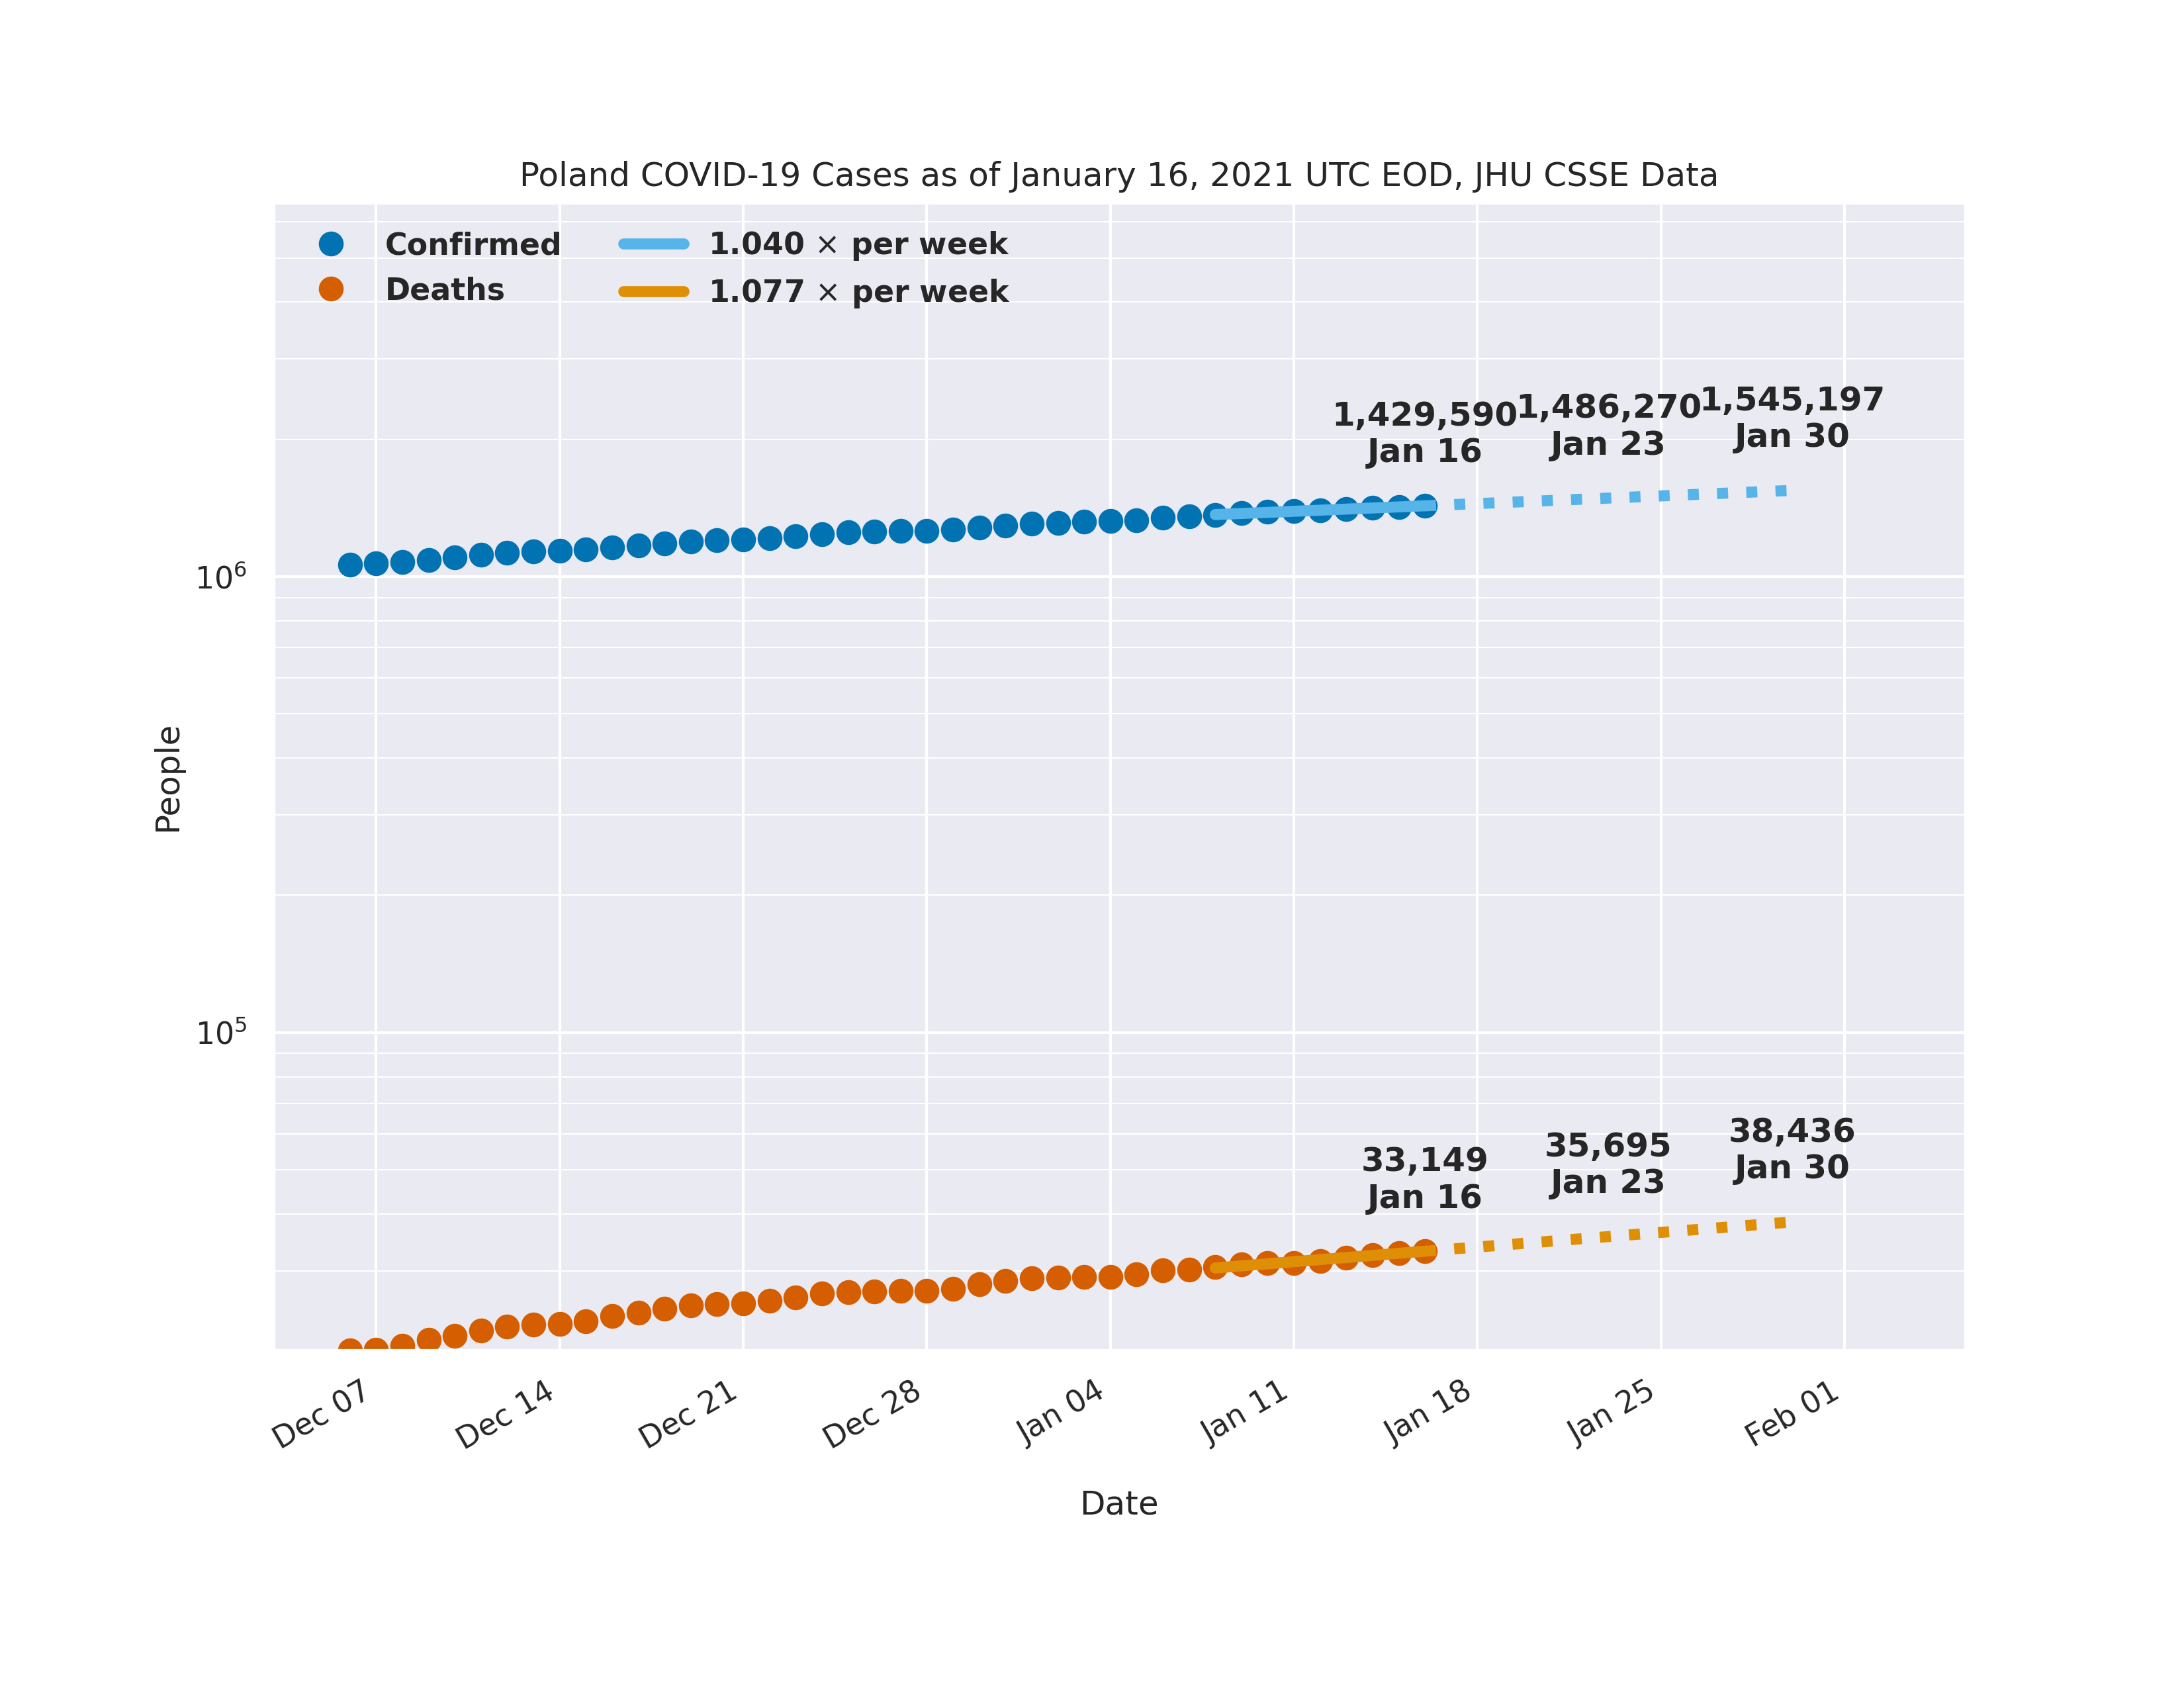 Poland COVID-19 Cases as of January 16, 2021 UTC EOD, JHU CSSE Data
Confirmed
Deaths
1.040 × per week
1.077 × per week
1,429,590
Jan 16
1,486,270
Jan 23
1,545,197
Jan 30
10⁶
10⁵
People
33,149
Jan 16
35,695
Jan 23
38,436
Jan 30
Dec 07
Dec 14
Dec 21
Dec 28
Jan 04
Jan 11
Jan 18
Jan 25
Feb 01
Date